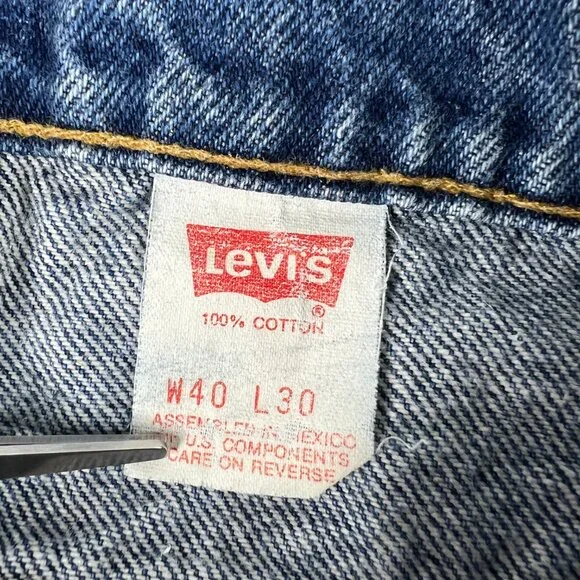 Levi's
®
100% COTTON
W40 L30
ASSEMBLED IN MEXICO
U.S. COMPONENTS
CARE ON REVERSE